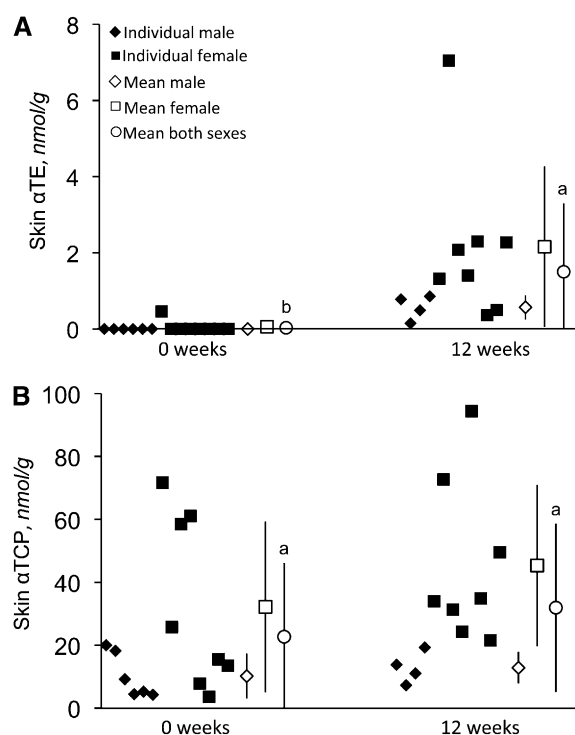 A
8
6
4
2
0
Skin αTE, nmol/g
Individual male
Individual female
Mean male
Mean female
Mean both sexes
b
a
0 weeks
12 weeks
B
100
80
60
40
20
0
Skin αTCP, nmol/g
a
a
0 weeks
12 weeks